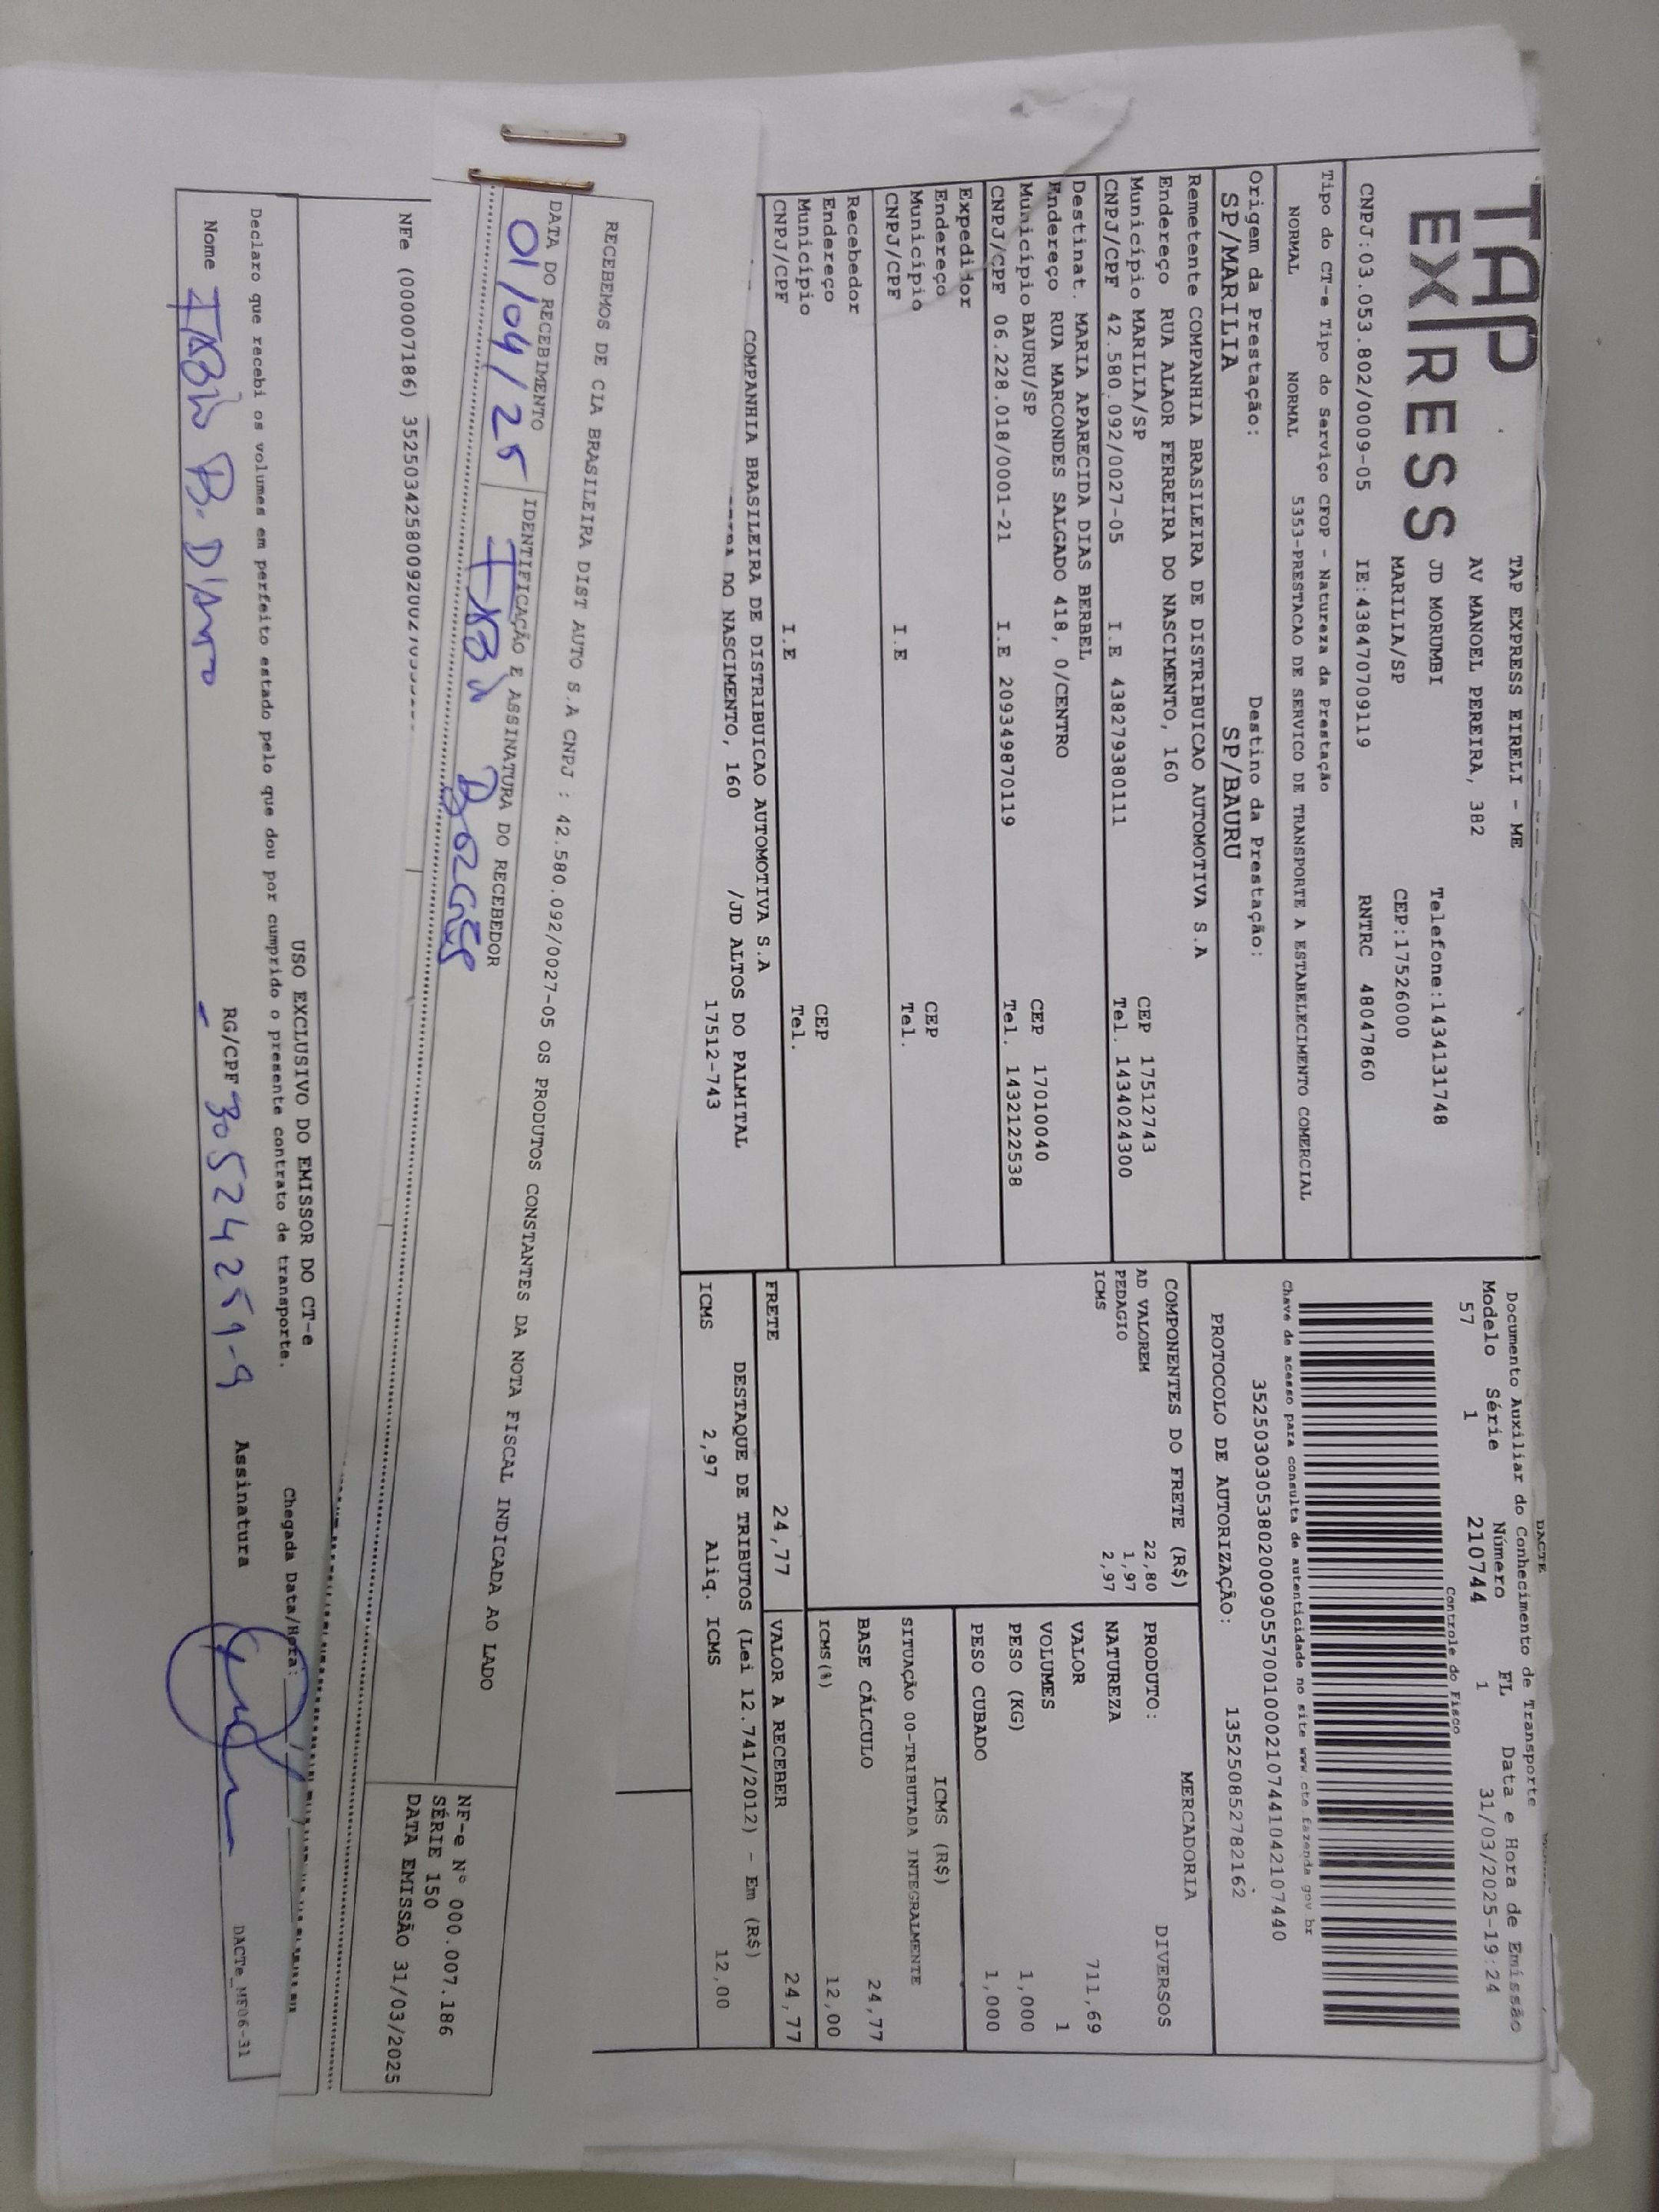 TAP
EXPRESS
TAP EXPRESS EIRELI - ME
AV MANOEL PEREIRA, 382
JD MORUMBI Telefone:1434131748
MARILIA/SP CEP:17526000
CNPJ:03.053.802/0009-05 IE:438470709119 RNTRC 48047860
Tipo do CT-e Tipo do Serviço CFOP - Natureza da Prestação
NORMAL NORMAL 5353-PRESTACAO DE SERVICO DE TRANSPORTE A ESTABELECIMENTO COMERCIAL
Origem da Prestação: Destino da Prestação:
SP/MARILIA SP/BAURU
Remetente COMPANHIA BRASILEIRA DE DISTRIBUICAO AUTOMOTIVA S.A
Endereço RUA ALAOR FERREIRA DO NASCIMENTO, 160
Município MARILIA/SP CEP 17512743
CNPJ/CPF 42.580.092/0027-05 I.E 438279380111 Tel. 1434024300
Destinat. MARIA APARECIDA DIAS BERBEL
Endereço RUA MARCONDES SALGADO 418, 0/CENTRO
Município BAURU/SP CEP 17010040
CNPJ/CPF 06.228.018/0001-21 I.E 209349870119 Tel. 1432122538
Expedidor
Endereço
Município CEP
CNPJ/CPF I.E Tel.
Recebedor
Endereço
Município CEP
CNPJ/CPF I.E Tel.
COMPANHIA BRASILEIRA DE DISTRIBUICAO AUTOMOTIVA S.A
DO NASCIMENTO, 160 /JD ALTOS DO PALMITAL
17512-743
DACTE
Documento Auxiliar do Conhecimento de Transporte
Modelo Série Número FL Data e Hora de Emissão
57 1 210744 1 31/03/2025-19:24
Controle do Fisco
Chave de acesso para consulta de autenticidade no site www.cte.fazenda.gov.br
35250303053802000905570010002107441042107440
PROTOCOLO DE AUTORIZAÇÃO: 135250852782162
COMPONENTES DO FRETE (R$)
AD VALOREM 22,80
PEDAGIO 1,97
ICMS 2,97
MERCADORIA
PRODUTO: DIVERSOS
NATUREZA
VALOR 711,69
VOLUMES 1
PESO (KG) 1,000
PESO CUBADO 1,000
ICMS (R$)
SITUAÇÃO 00-TRIBUTADA INTEGRALMENTE
BASE CÁLCULO 24,77
ICMS(%) 12,00
FRETE 24,77 VALOR A RECEBER 24,77
DESTAQUE DE TRIBUTOS (Lei 12.741/2012) - Em (R$)
ICMS 2,97 Aliq. ICMS 12,00
RECEBEMOS DE CIA BRASILEIRA DIST AUTO S.A CNPJ : 42.580.092/0027-05 OS PRODUTOS CONSTANTES DA NOTA FISCAL INDICADA AO LADO
DATA DO RECEBIMENTO IDENTIFICAÇÃO E ASSINATURA DO RECEBEDOR
01/04/25
NF-e Nº 000.007.186
SÉRIE 150
DATA EMISSÃO 31/03/2025
NFe (000007186) 352503425800920027
USO EXCLUSIVO DO EMISSOR DO CT-e
Declaro que recebi os volumes em perfeito estado pelo que dou por cumprido o presente contrato de transporte.
Chegada Data/Hora:
Nome RG/CPF Assinatura
DACTe_MF06-31